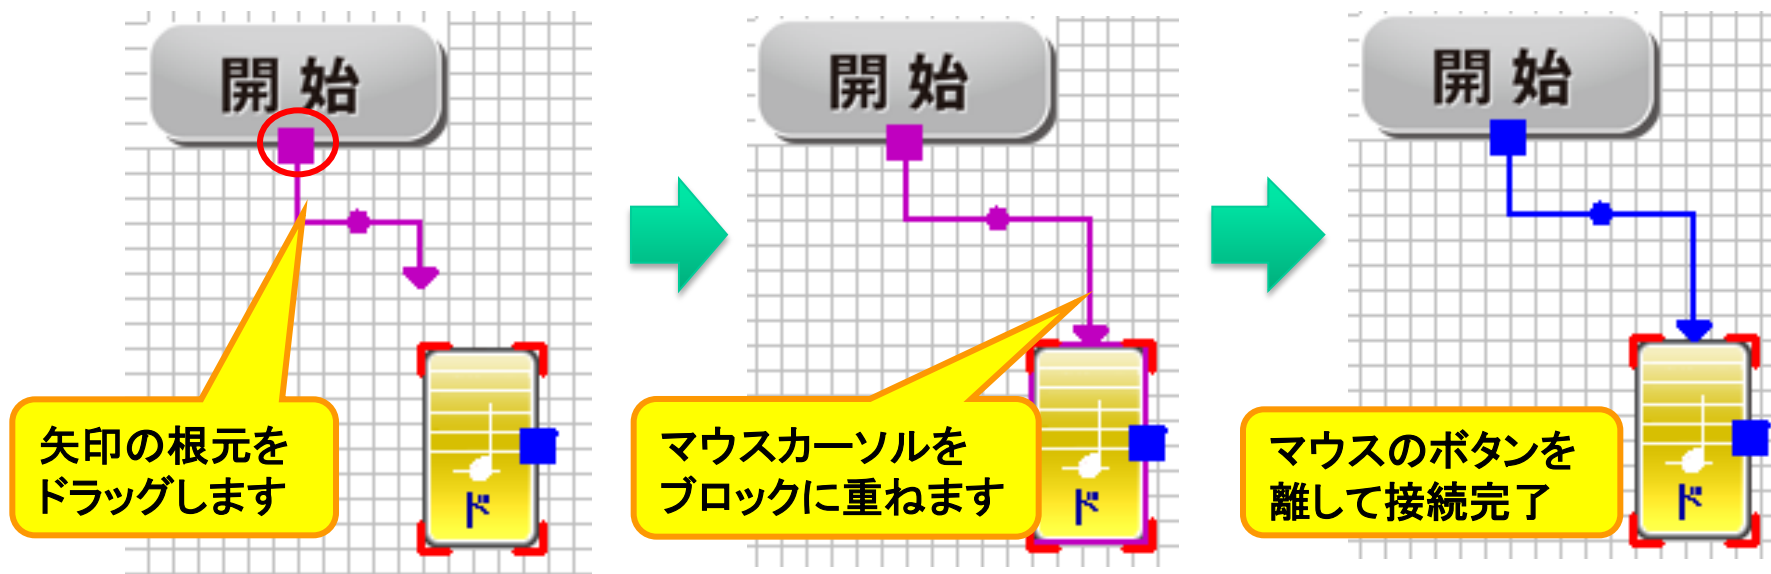 開始
矢印の根元を
ドラッグします
ド
開始
マウスカーソルを
ブロックに重ねます
ド
開始
マウスのボタンを
離して接続完了
ド